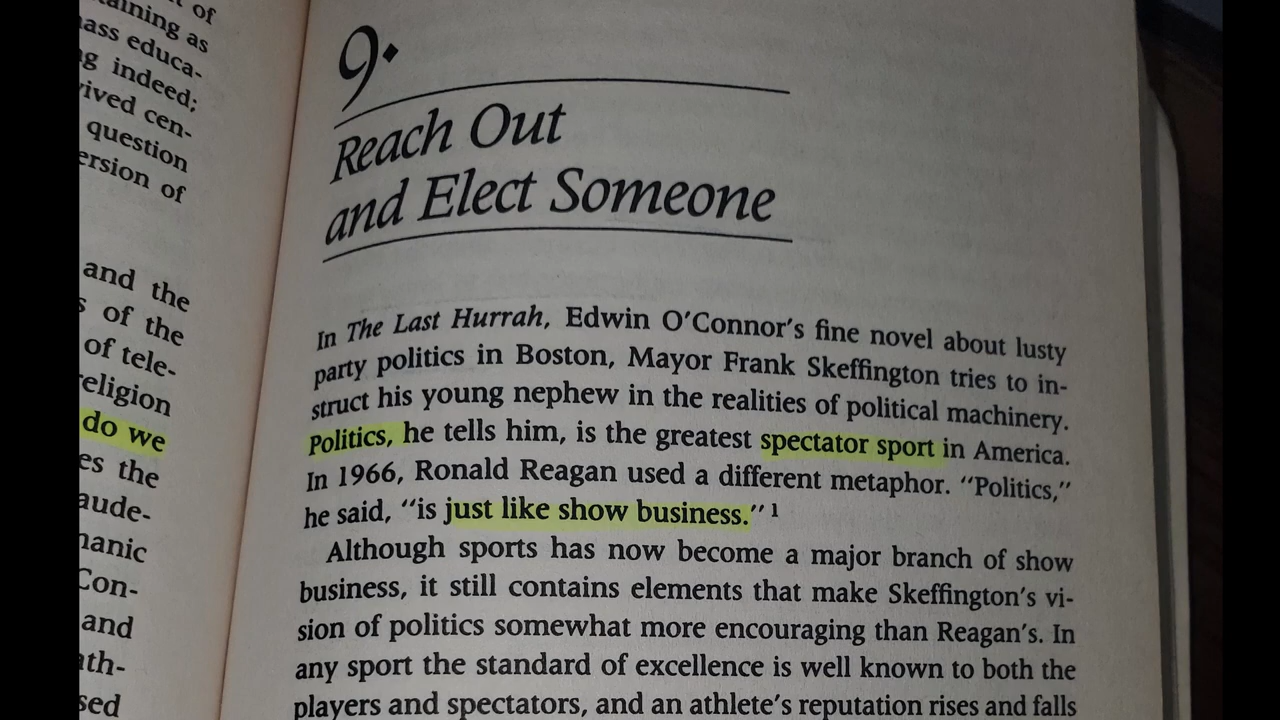 of
taining as
ass educa-
g indeed;
ived cen-
question
ersion of
and the
s of the
of tele-
religion
do we
es the
aude-
manic
Con-
and
ath-
sed
9.
Reach Out
and Elect Someone
In The Last Hurrah, Edwin O'Connor's fine novel about lusty
party politics in Boston, Mayor Frank Skeffington tries to in-
struct his young nephew in the realities of political machinery.
Politics, he tells him, is the greatest spectator sport in America.
In 1966, Ronald Reagan used a different metaphor. "Politics,"
he said, "is just like show business."¹
Although sports has now become a major branch of show
business, it still contains elements that make Skeffington's vi-
sion of politics somewhat more encouraging than Reagan's. In
any sport the standard of excellence is well known to both the
players and spectators, and an athlete's reputation rises and falls